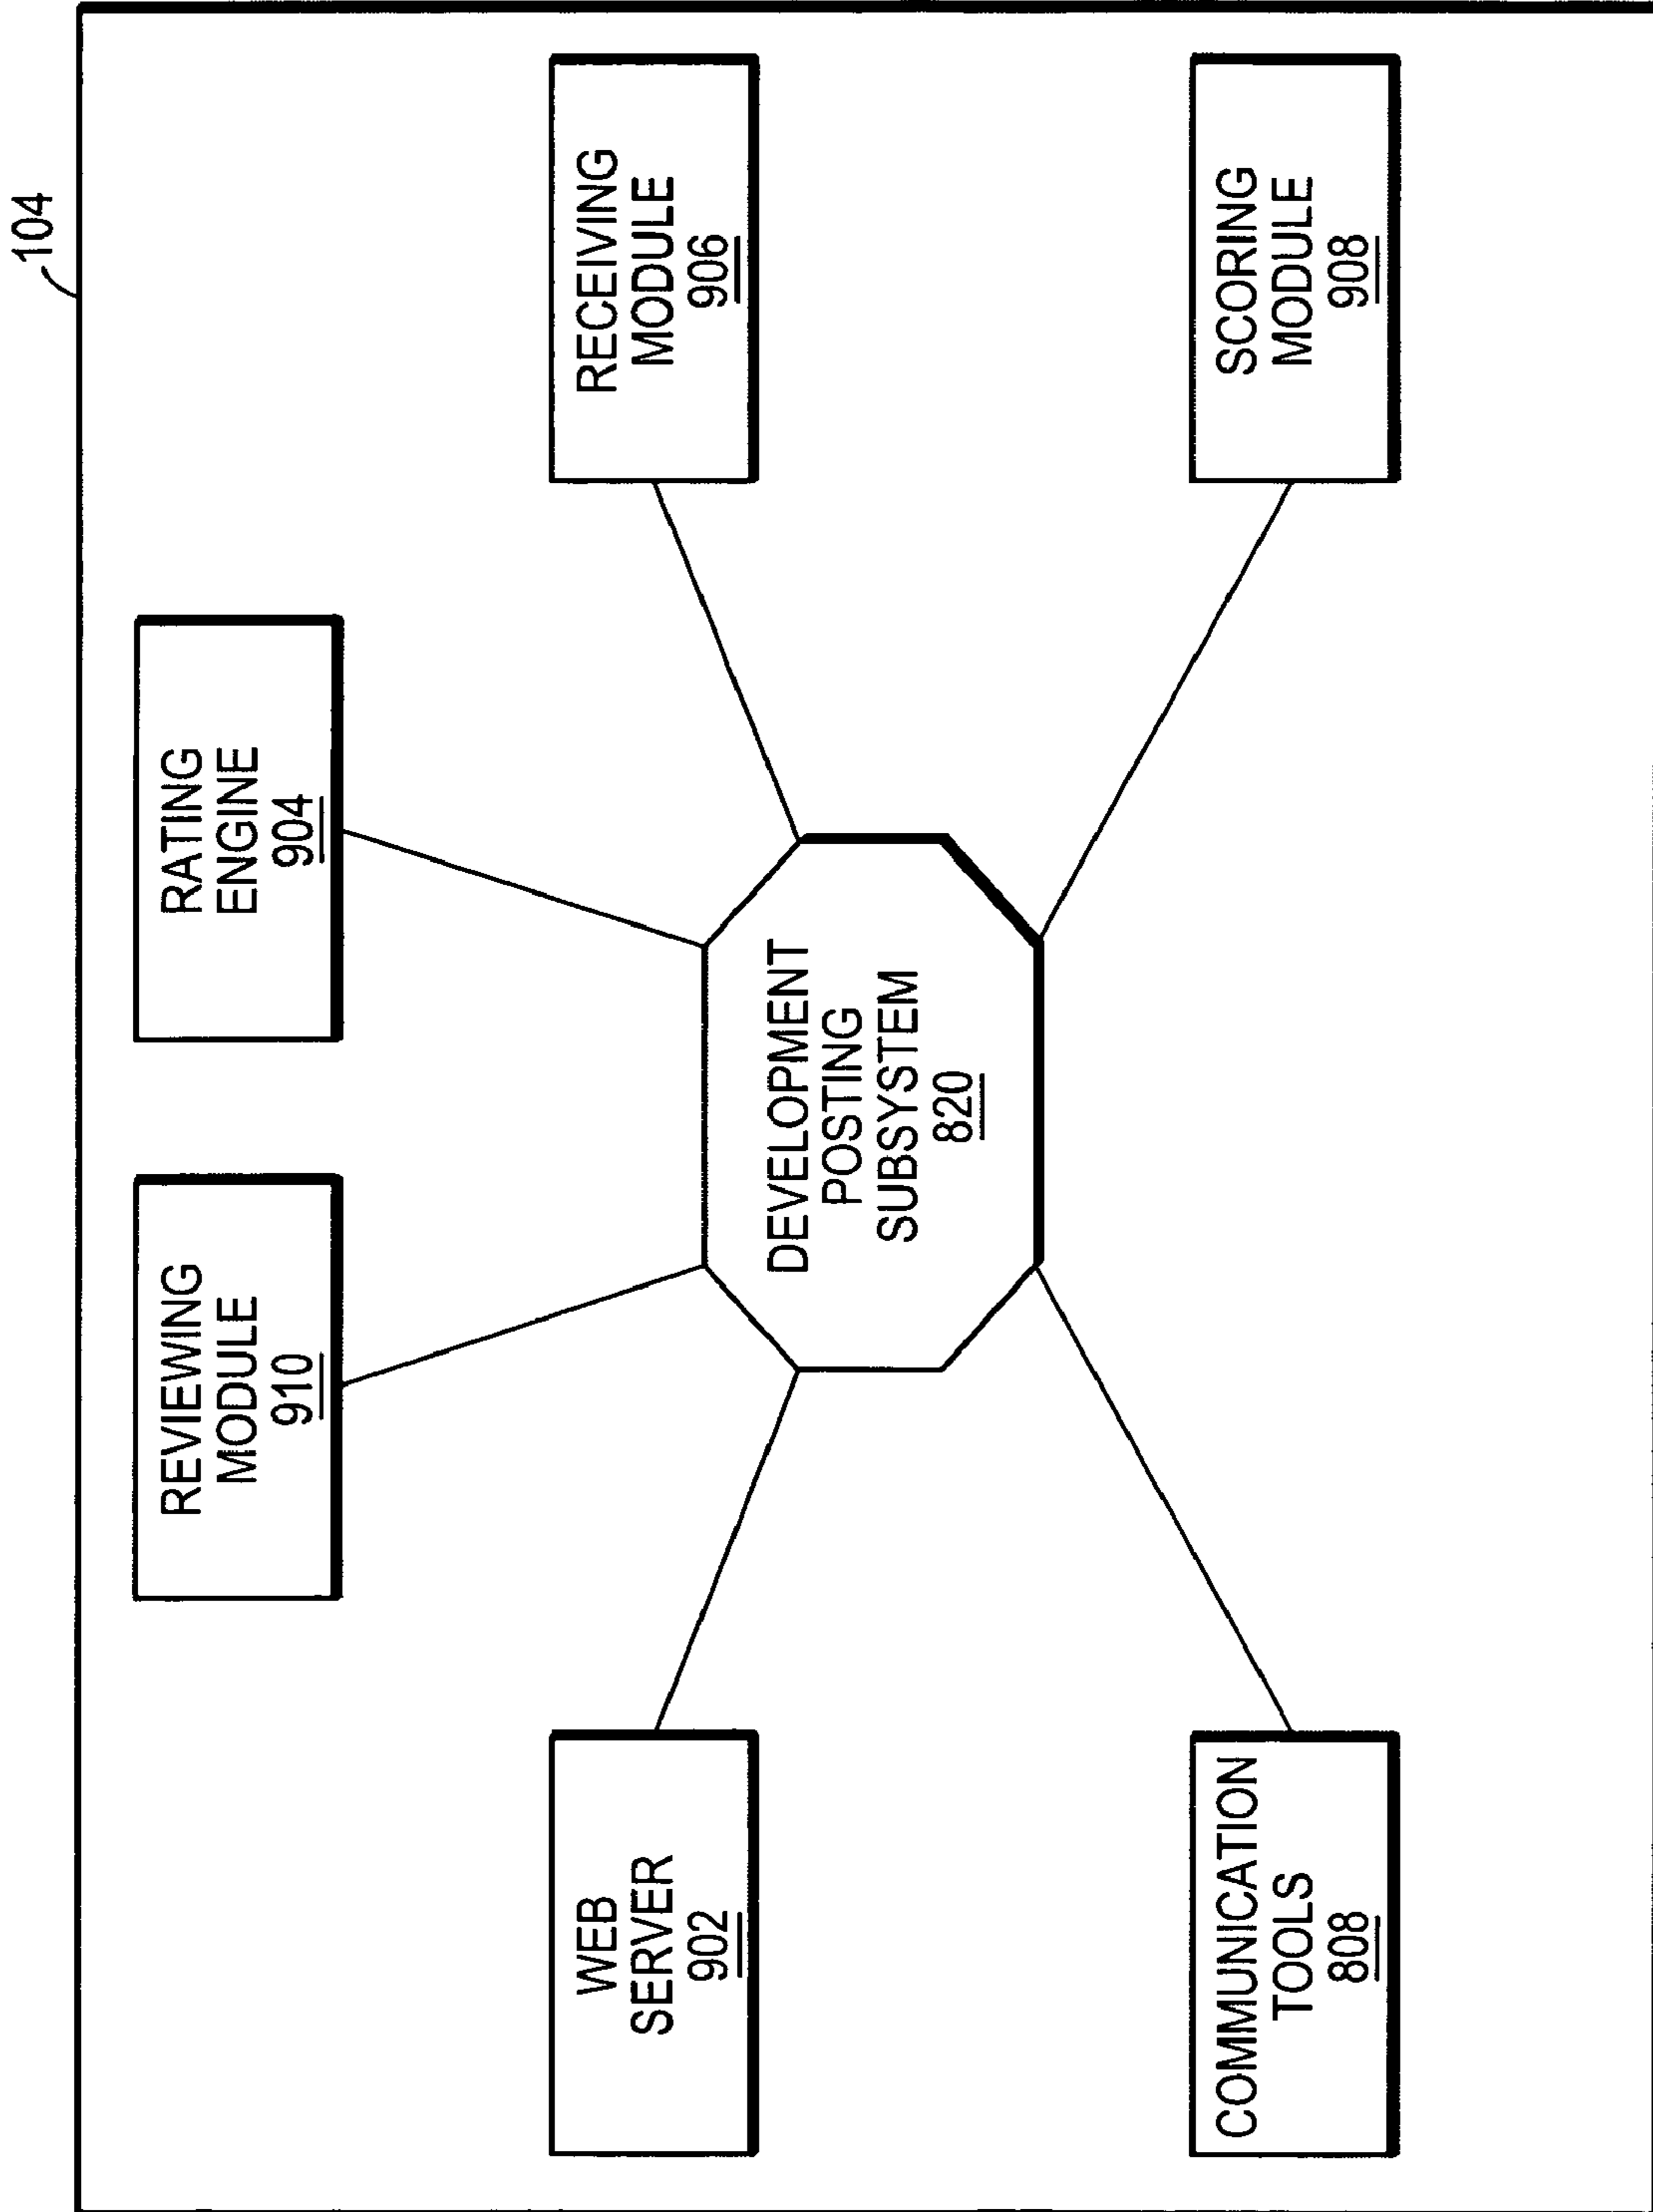 104
REVIEWING
MODULE
910
RATING
ENGINE
904
WEB
SERVER
902
RECEIVING
MODULE
906
DEVELOPMENT
POSTING
SUBSYSTEM
820
COMMUNICATION
TOOLS
808
SCORING
MODULE
908